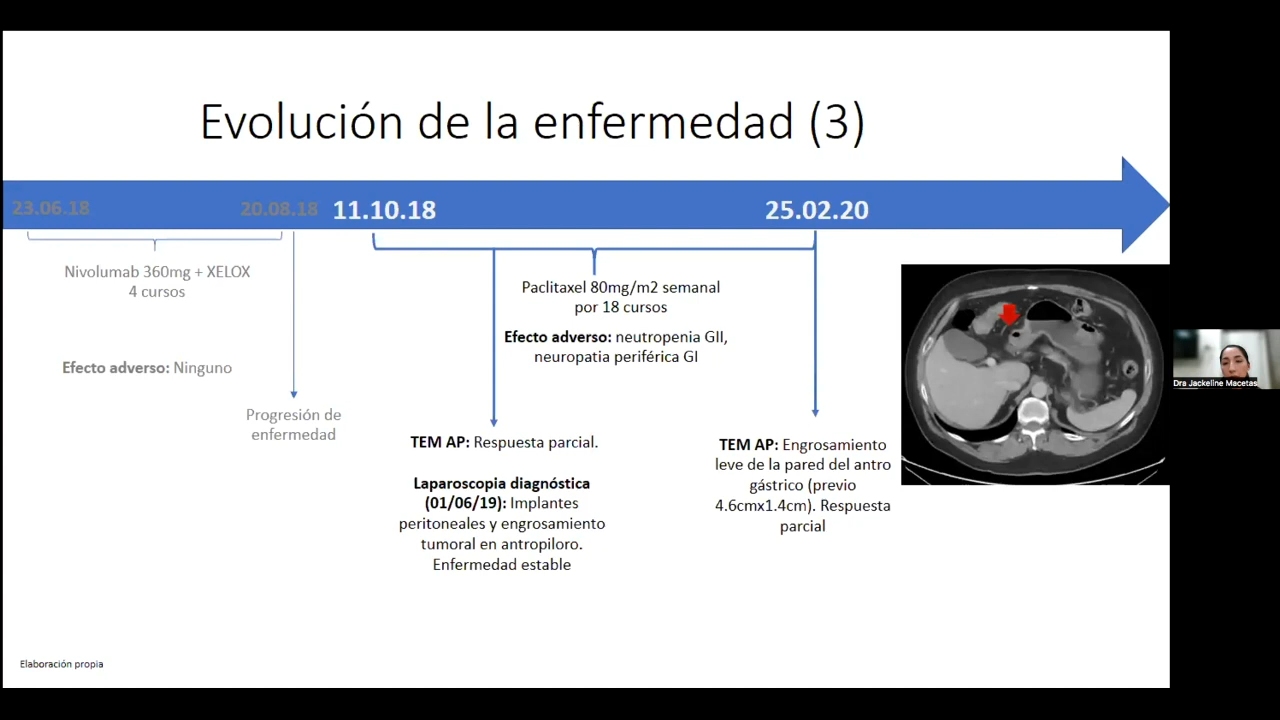 Evolución de la enfermedad (3)
23.06.18
20.08.18
11.10.18
25.02.20
Nivolumab 360mg + XELOX
4 cursos
Efecto adverso: Ninguno
Progresión de
enfermedad
Paclitaxel 80mg/m2 semanal
por 18 cursos
Efecto adverso: neutropenia GII,
neuropatia periférica GI
TEM AP: Respuesta parcial.
Laparoscopia diagnóstica
(01/06/19): Implantes
peritoneales y engrosamiento
tumoral en antropiloro.
Enfermedad estable
TEM AP: Engrosamiento
leve de la pared del antro
gástrico (previo
4.6cmx1.4cm). Respuesta
parcial
Dra Jackeline Macetas
Elaboración propia